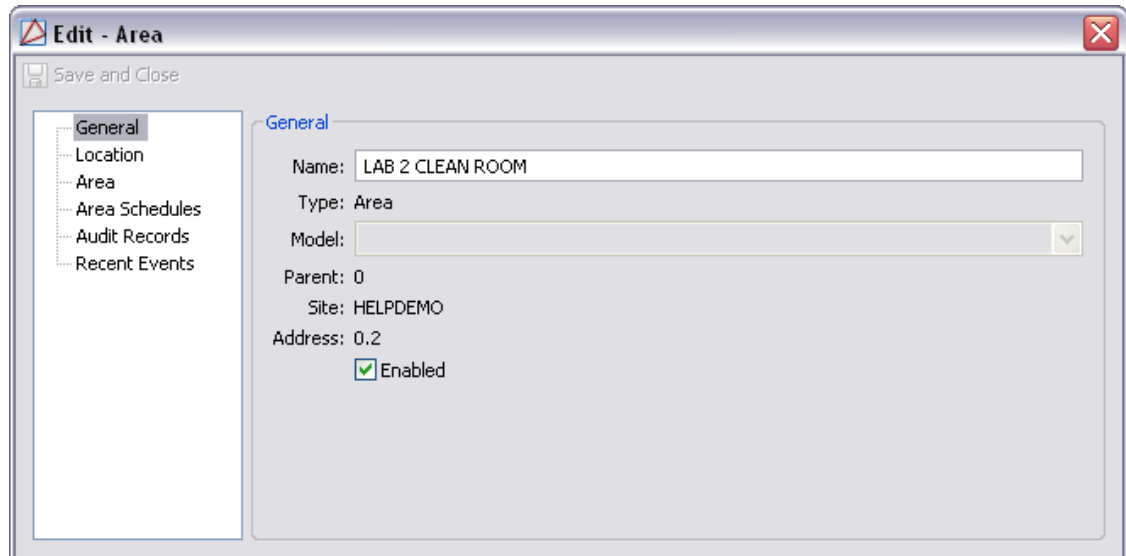 Edit - Area
Save and Close
General
Location
Area
Area Schedules
Audit Records
Recent Events
General
Name: LAB 2 CLEAN ROOM
Type: Area
Model:
Parent: 0
Site: HELPDEMO
Address: 0.2
Enabled